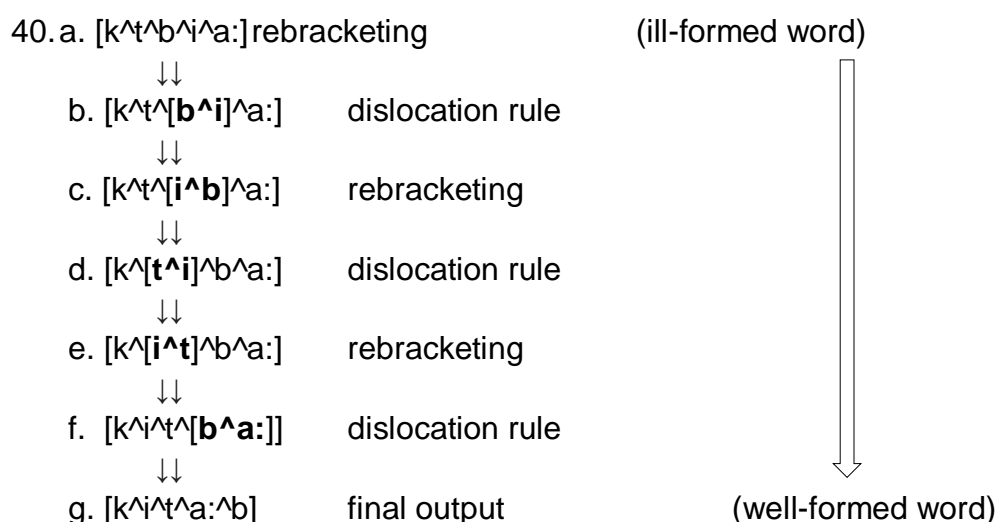 40. a. [k^t^b^i^a:] rebracketing (ill-formed word)
↓↓
b. [k^t^[b^i]^a:] dislocation rule
↓↓
c. [k^t^[i^b]^a:] rebracketing
↓↓
d. [k^[t^i]^b^a:] dislocation rule
↓↓
e. [k^[i^t]^b^a:] rebracketing
↓↓
f. [k^i^t^[b^a:]] dislocation rule
↓↓
g. [k^i^t^a:^b] final output (well-formed word)